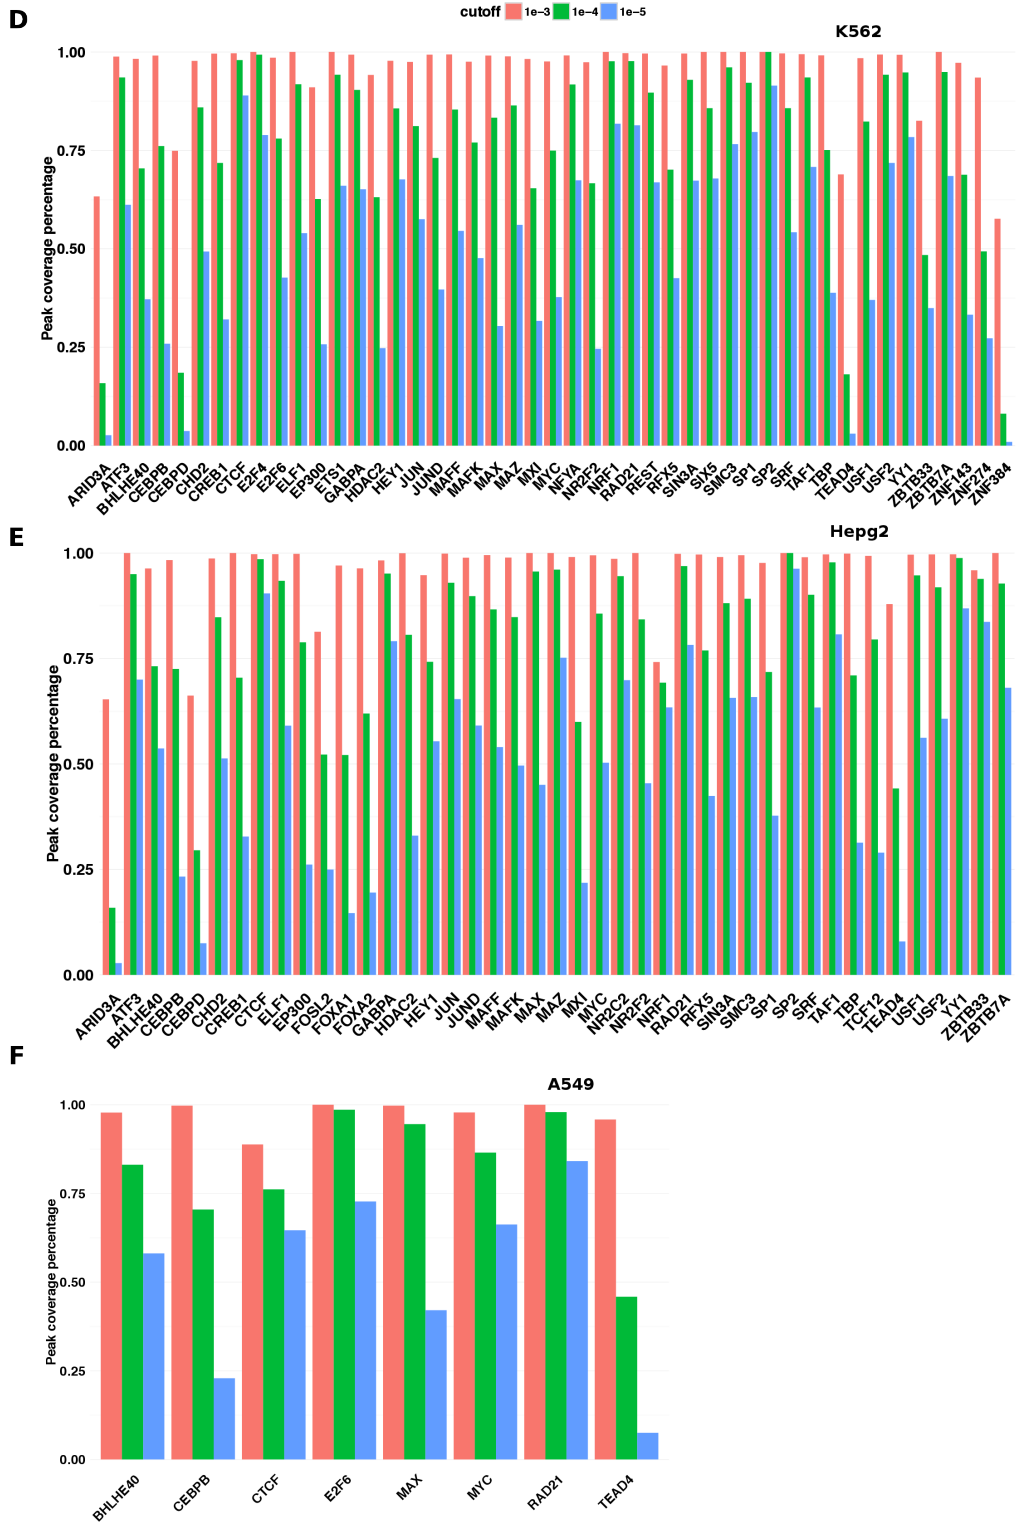 D
cutoff 1e−3 1e−4 1e−5
K562
Peak coverage percentage
1.00
0.75
0.50
0.25
0.00
ARID3A ATF3 BHLHE40 CEBPB CEBPD CHD2 CREB1 CTCF E2F4 E2F6 ELF1 EP300 ETS1 GABPA HDAC2 HEY1 JUN JUND MAFF MAFK MAX MAZ MXI MYC NFYA NR2F2 NRF1 RAD21 REST RFX5 SIN3A SIX5 SMC3 SP1 SP2 SRF TAF1 TBP TEAD4 USF1 USF2 YY1 ZBTB33 ZBTB7A ZNF143 ZNF274 ZNF384
E
Hepg2
Peak coverage percentage
1.00
0.75
0.50
0.25
0.00
ARID3A ATF3 BHLHE40 CEBPB CEBPD CHD2 CREB1 CTCF ELF1 EP300 FOSL2 FOXA1 FOXA2 GABPA HDAC2 HEY1 JUN JUND MAFF MAFK MAX MAZ MXI MYC NR2C2 NR2F2 NRF1 RAD21 RFX5 SIN3A SMC3 SP1 SP2 SRF TAF1 TBP TCF12 TEAD4 USF1 USF2 YY1 ZBTB33 ZBTB7A
F
A549
Peak coverage percentage
1.00
0.75
0.50
0.25
0.00
BHLHE40 CEBPB CTCF E2F6 MAX MYC RAD21 TEAD4